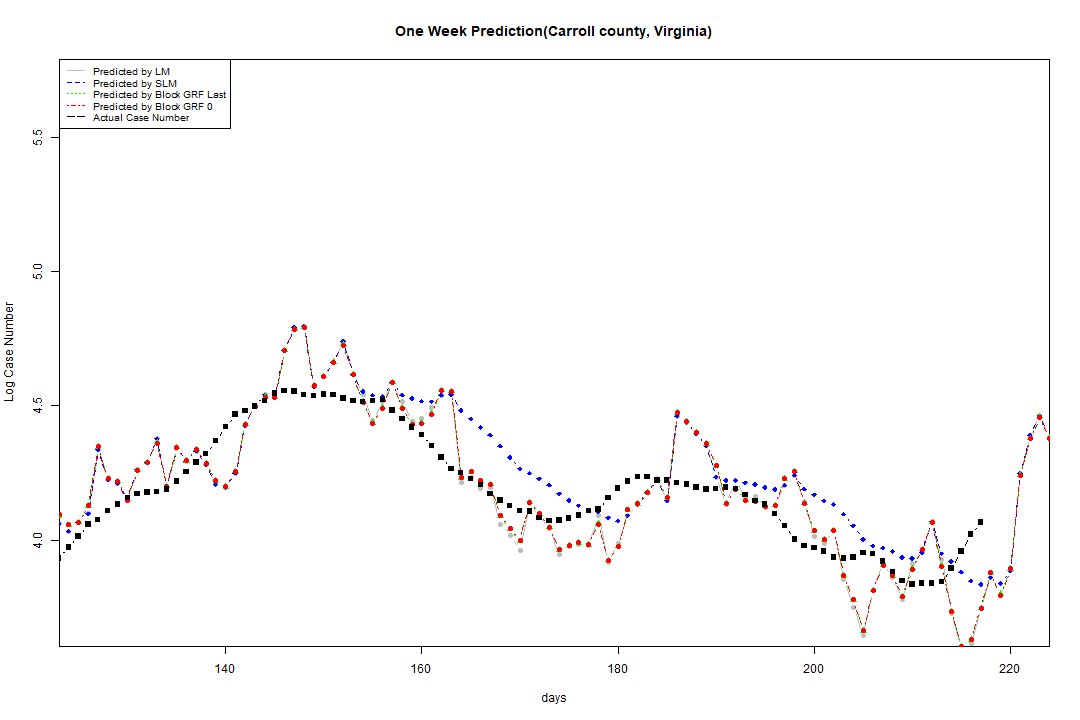 One Week Prediction(Carroll county, Virginia)
Predicted by LM
Predicted by SLM
Predicted by Block GRF Last
Predicted by Block GRF 0
Actual Case Number
5.5
5.0
4.5
4.0
Log Case Number
140 160 180 200 220
days